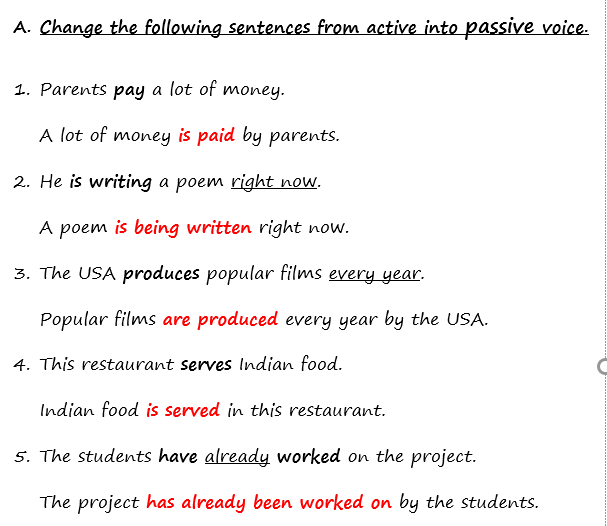 A. Change the following sentences from active into passive voice.
1. Parents pay a lot of money.
A lot of money is paid by parents.
2. He is writing a poem right now.
A poem is being written right now.
3. The USA produces popular films every year.
Popular films are produced every year by the USA.
4. This restaurant serves Indian food.
Indian food is served in this restaurant.
5. The students have already worked on the project.
The project has already been worked on by the students.